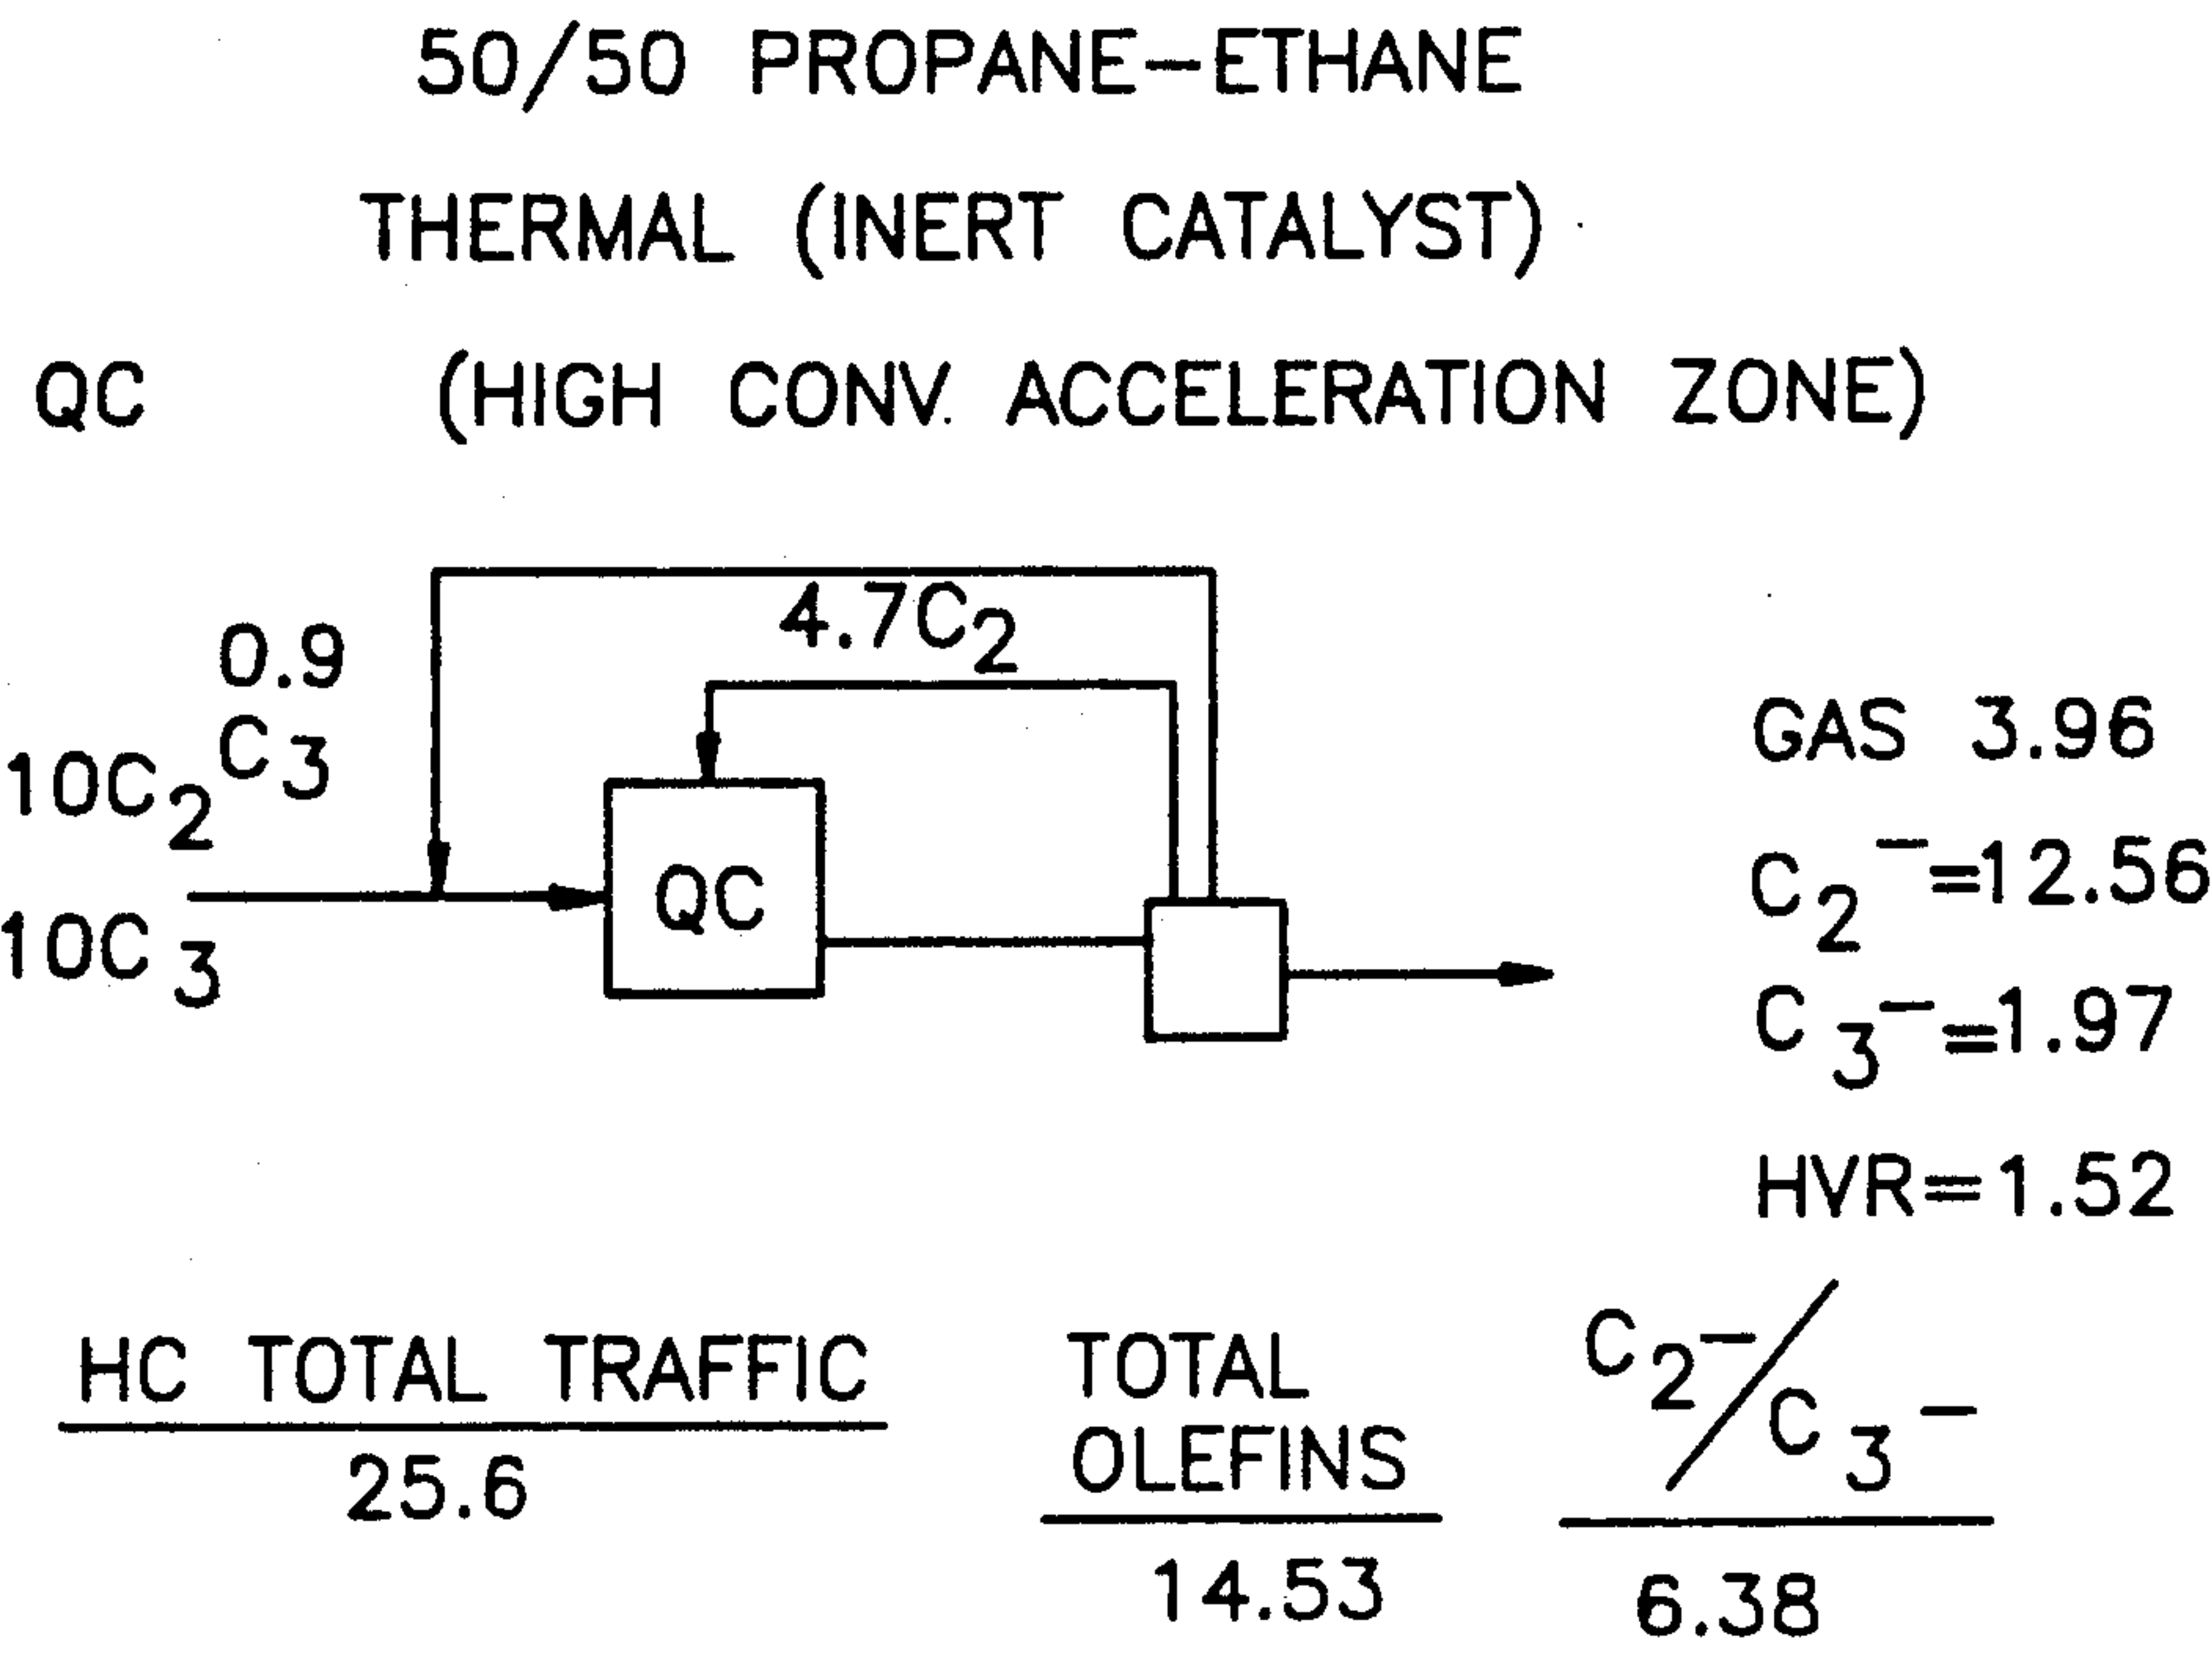 50/50 PROPANE-ETHANE
THERMAL (INERT CATALYST)
QC (HIGH CONV. ACCELERATION ZONE)
4.7C2
0.9
C3
10C2
10C3
QC
GAS 3.96
C2⁻=12.56
C3⁻=1.97
HVR=1.52
HC TOTAL TRAFFIC
25.6
TOTAL
OLEFINS
14.53
C2⁻/C3⁻
6.38